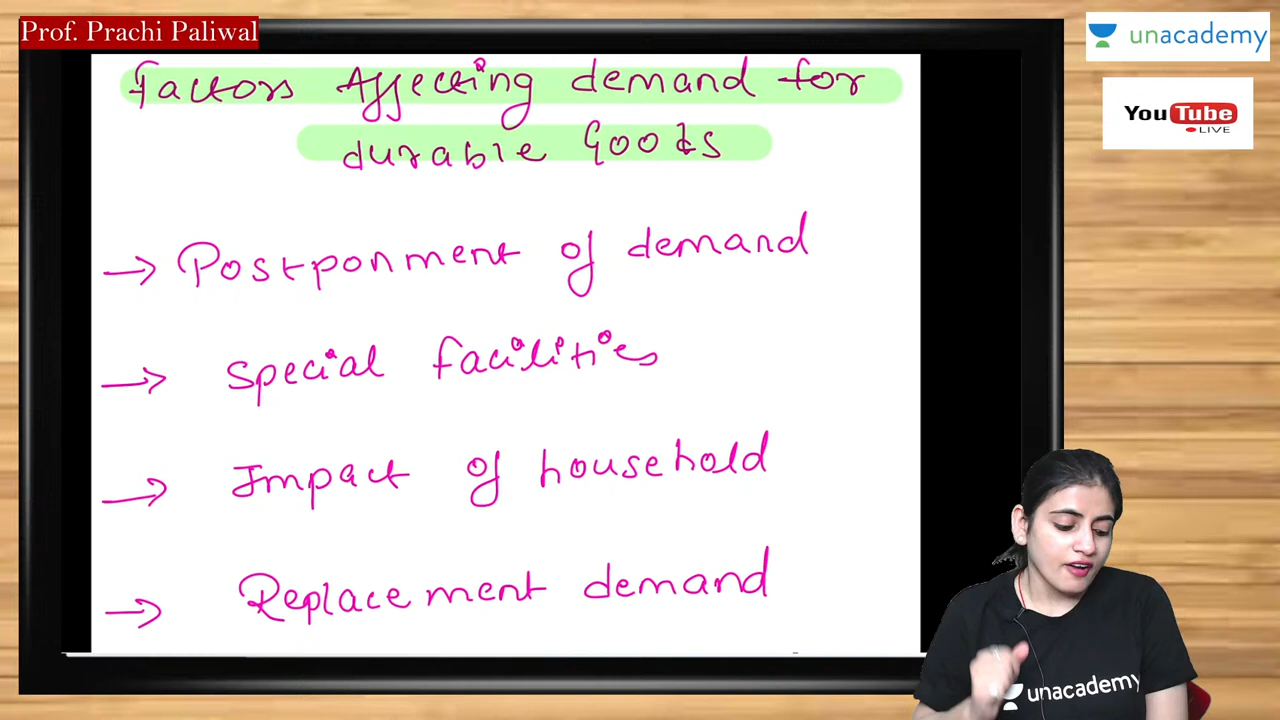 Prof. Prachi Paliwal
unacademy
YouTube
LIVE
Factors Affecting demand for
durable Goods
→ Postponment of demand
→ Special facilities
→ Impact of household
→ Replacement demand
unacademy